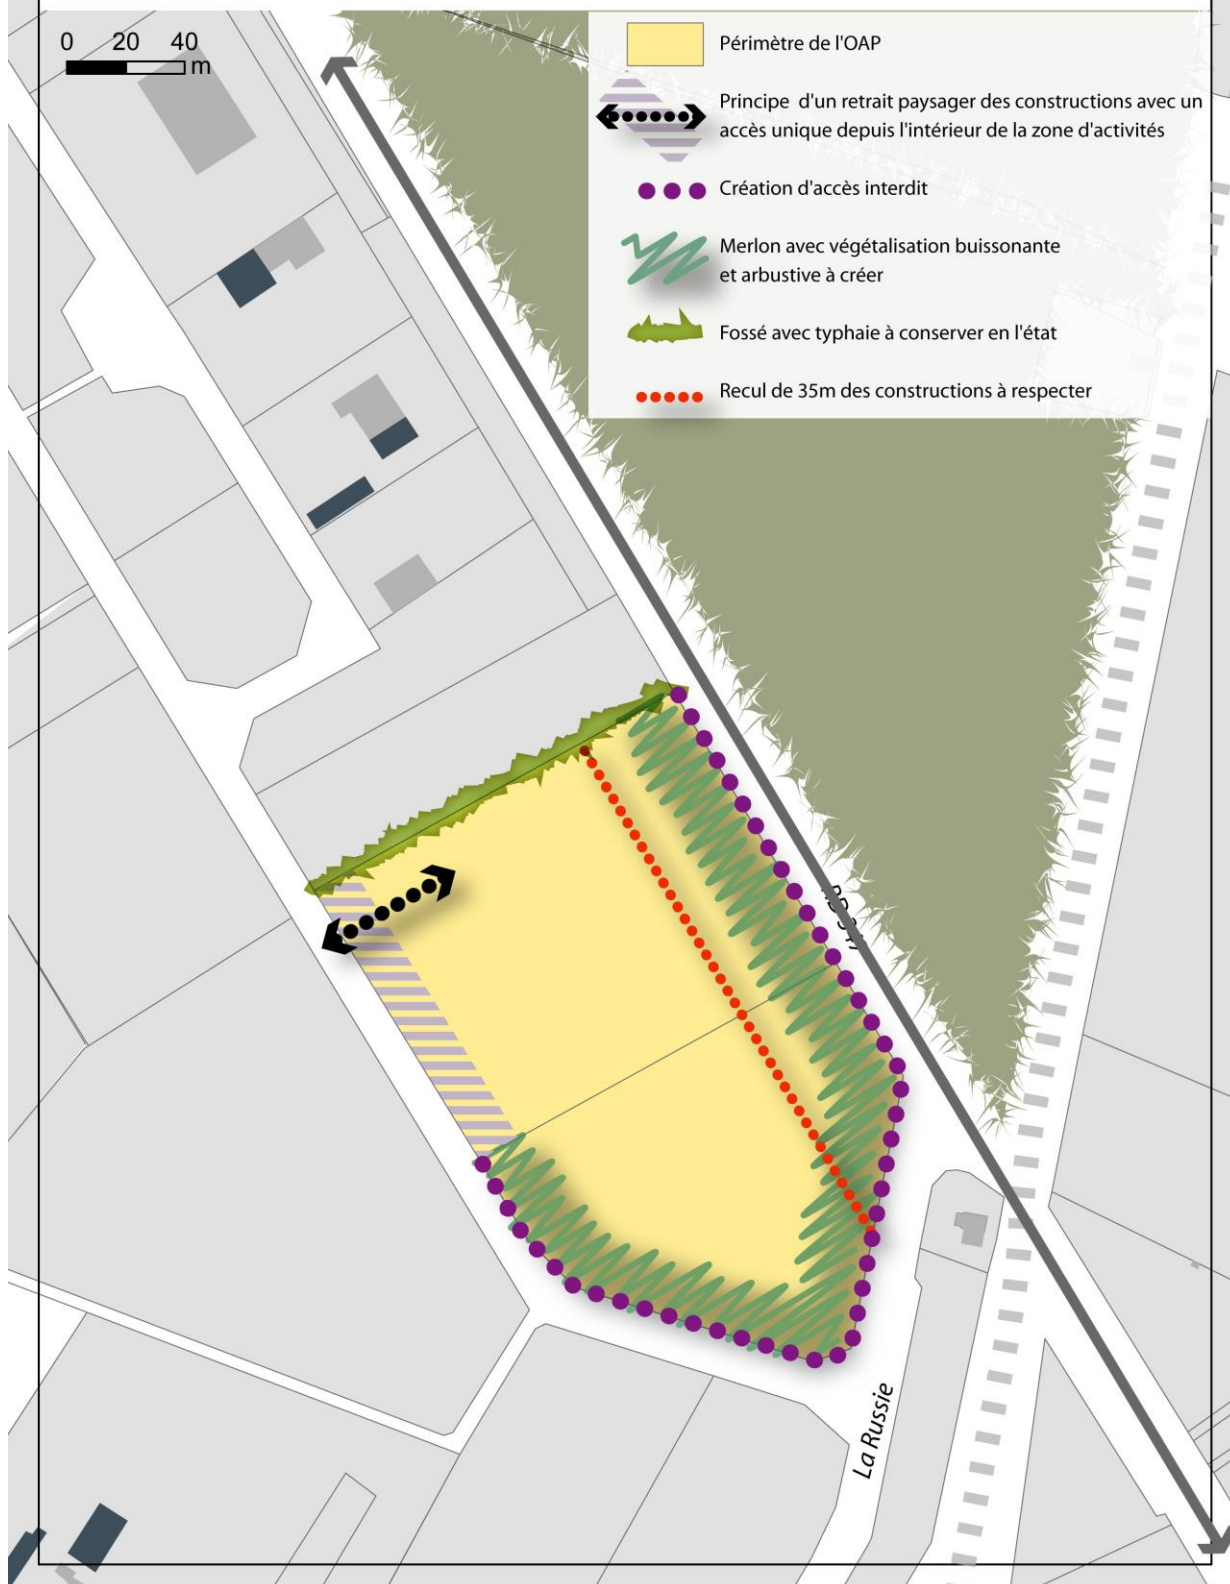 0 20 40
m
Périmètre de l'OAP
Principe d'un retrait paysager des constructions avec un
accès unique depuis l'intérieur de la zone d'activités
Création d'accès interdit
Merlon avec végétalisation buissonante
et arbustive à créer
Fossé avec typhaie à conserver en l'état
Recul de 35m des constructions à respecter
La Russie